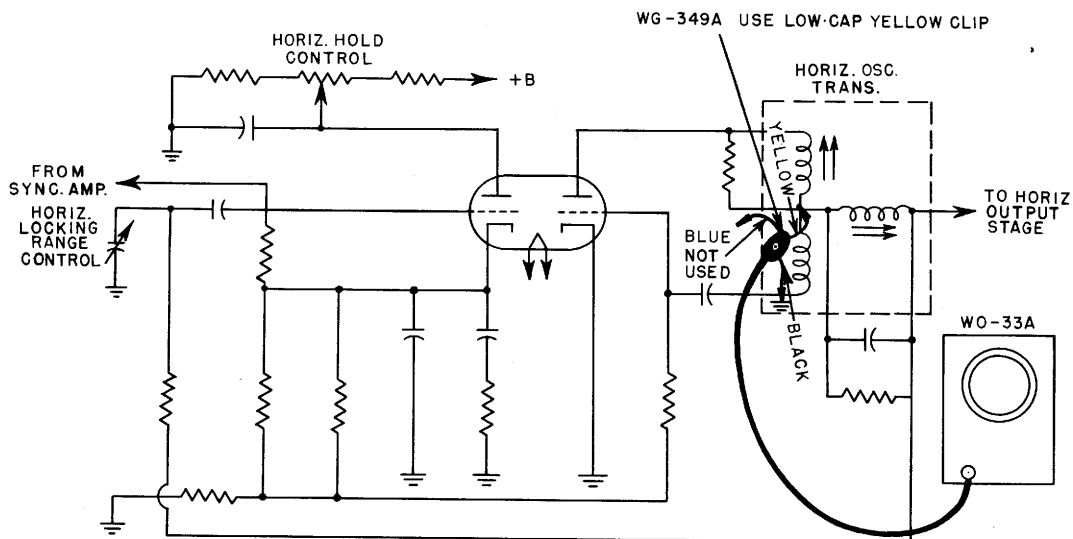 WG-349A USE LOW-CAP YELLOW CLIP
HORIZ. HOLD
CONTROL
+B
HORIZ. OSC.
TRANS.
YELLOW
FROM
SYNC. AMP.
HORIZ.
LOCKING
RANGE
CONTROL
BLUE
NOT
USED
TO HORIZ
OUTPUT
STAGE
BLACK
WO-33A